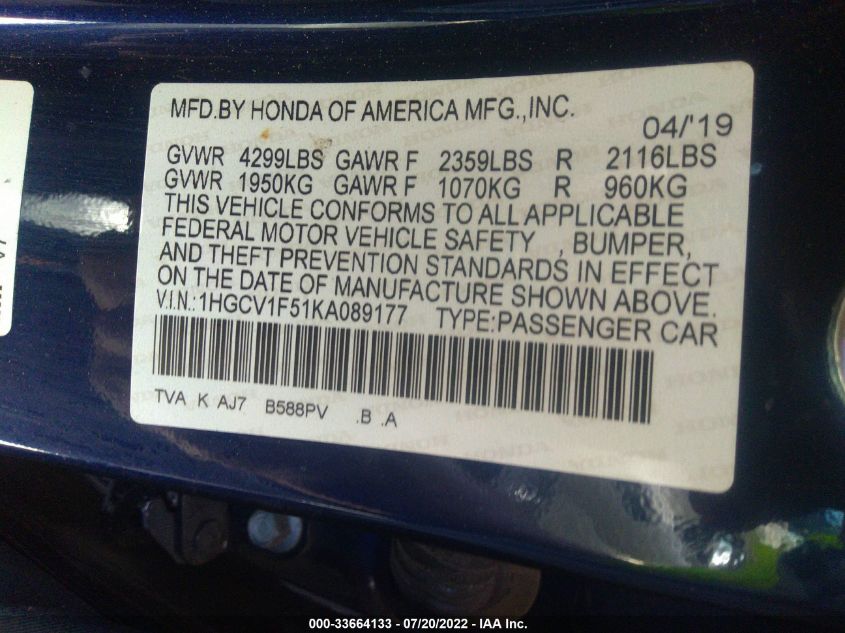 MFD.BY HONDA OF AMERICA MFG.,INC.
04/'19
GVWR 4299LBS GAWR F 2359LBS R 2116LBS
GVWR 1950KG GAWR F 1070KG R 960KG
THIS VEHICLE CONFORMS TO ALL APPLICABLE
FEDERAL MOTOR VEHICLE SAFETY , BUMPER,
AND THEFT PREVENTION STANDARDS IN EFFECT
ON THE DATE OF MANUFACTURE SHOWN ABOVE.
V.I.N.:1HGCV1F51KA089177 TYPE:PASSENGER CAR
TVA K AJ7 B588PV .B .A
000-33664133 - 07/20/2022 - IAA Inc.